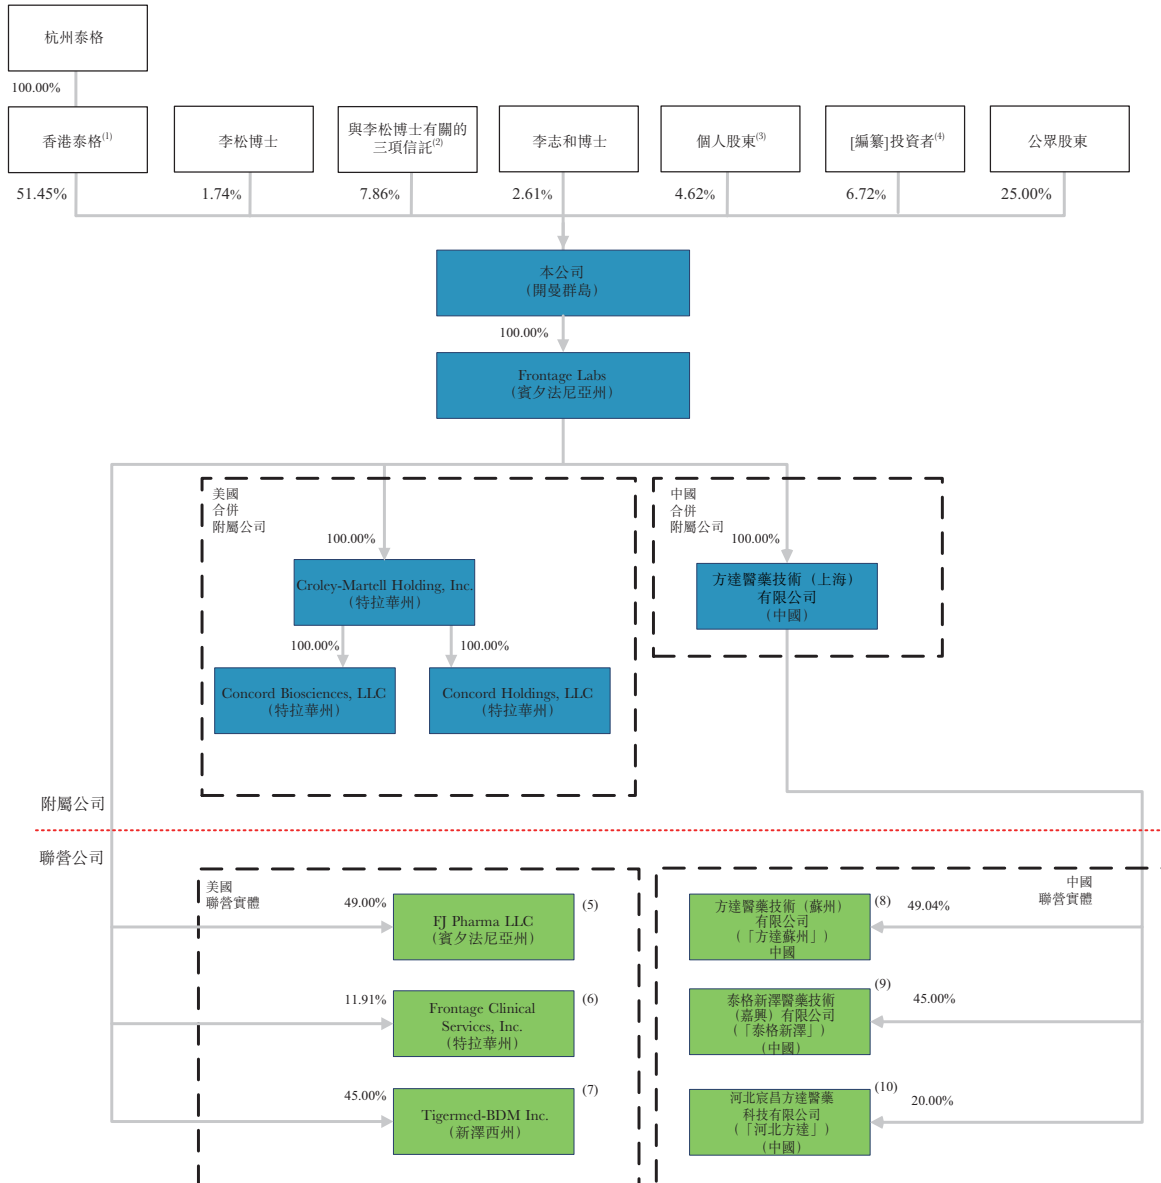 杭州泰格
100.00%
香港泰格(1)
李松博士
與李松博士有關的
三項信託(2)
李志和博士
個人股東(3)
[編纂]投資者(4)
公眾股東
51.45%
1.74%
7.86%
2.61%
4.62%
6.72%
25.00%
本公司
（開曼群島）
100.00%
Frontage Labs
（賓夕法尼亞州）
美國
合併
附屬公司
100.00%
Croley-Martell Holding, Inc.
（特拉華州）
100.00%
100.00%
Concord Biosciences, LLC
（特拉華州）
Concord Holdings, LLC
（特拉華州）
中國
合併
附屬公司
100.00%
方達醫藥技術（上海）
有限公司
（中國）
附屬公司
聯營公司
美國
聯營實體
49.00%
FJ Pharma LLC
（賓夕法尼亞州）
(5)
11.91%
Frontage Clinical
Services, Inc.
（特拉華州）
(6)
45.00%
Tigermed-BDM Inc.
（新澤西州）
(7)
中國
聯營實體
方達醫藥技術（蘇州）
有限公司
（「方達蘇州」）
中國
(8)
49.04%
泰格新澤醫藥技術
（嘉興）有限公司
（「泰格新澤」）
（中國）
(9)
45.00%
河北宸昌方達醫藥
科技有限公司
（「河北方達」）
（中國）
(10)
20.00%